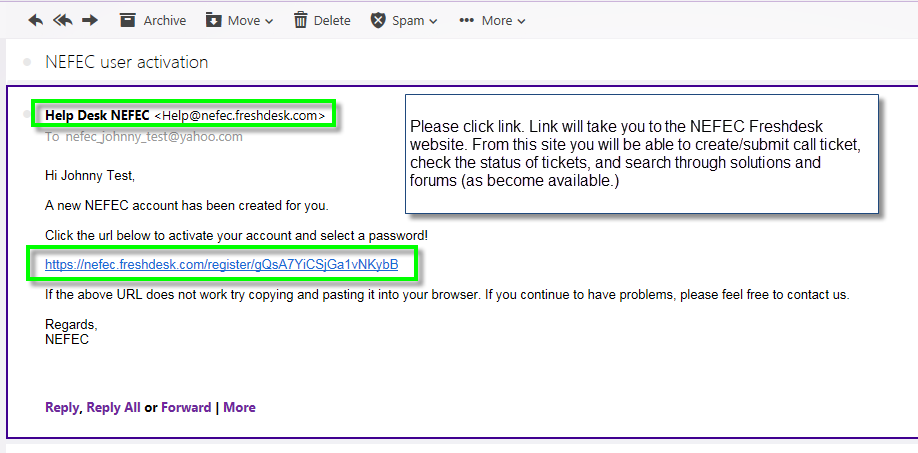 Archive Move Delete Spam More
NEFEC user activation
Help Desk NEFEC <Help@nefec.freshdesk.com>
To nefec_johnny_test@yahoo.com
Please click link. Link will take you to the NEFEC Freshdesk
website. From this site you will be able to create/submit call ticket,
check the status of tickets, and search through solutions and
forums (as become available.)
Hi Johnny Test,
A new NEFEC account has been created for you.
Click the url below to activate your account and select a password!
https://nefec.freshdesk.com/register/gQsA7YiCSjGa1vNKybB
If the above URL does not work try copying and pasting it into your browser. If you continue to have problems, please feel free to contact us.
Regards,
NEFEC
Reply, Reply All or Forward | More